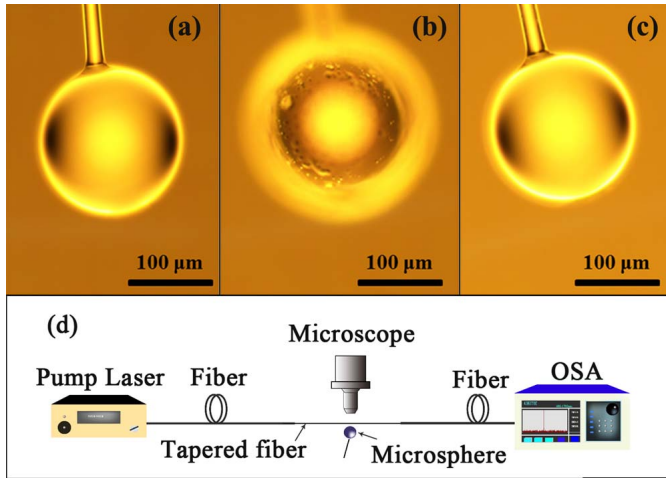 (a)
(b)
(c)
100 μm
100 μm
100 μm
(d)
Microscope
Pump Laser
Fiber
Fiber
OSA
Tapered fiber
Microsphere